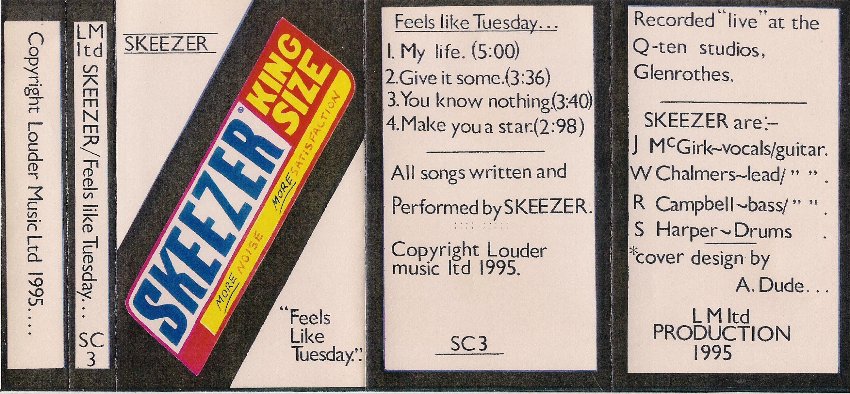 Copyright Louder Music Ltd 1995....
LM
ltd
SKEEZER/Feels like Tuesday...
SC
3
SKEEZER
SKEEZER®
KING
SIZE
MORE NOISE
MORE SATISFACTION
"Feels
Like
Tuesday."
Feels like Tuesday...
1. My life. (5:00)
2.Give it some.(3:36)
3.You know nothing.(3:40)
4.Make you a star.(2:98)
All songs written and
Performed by SKEEZER.
Copyright Louder
music ltd 1995.
SC3
Recorded "live" at the
Q-ten studios,
Glenrothes.
SKEEZER are:-
J McGirk~vocals/guitar.
W Chalmers~lead/ " " .
R Campbell~bass/ " " .
S Harper~Drums .
*cover design by
A. Dude...
LM ltd
PRODUCTION
1995